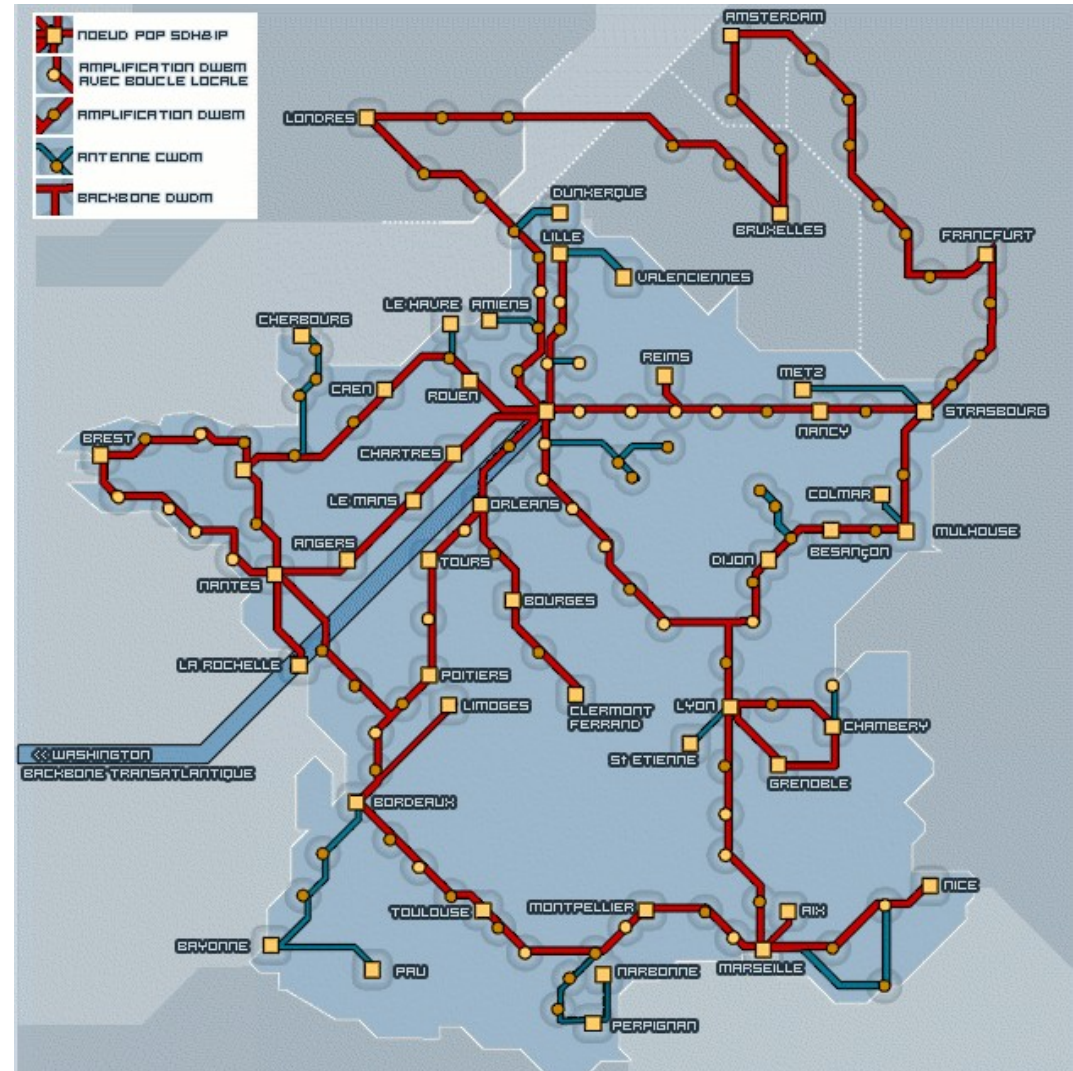 NOEUD POP SDH&IP
AMPLIFICATION DWBM
AVEC BOUCLE LOCALE
AMPLIFICATION DWBM
ANTENNE CWDM
BACKBONE DWDM
AMSTERDAM
LONDRES
DUNKERQUE
BRUXELLES
LILLE
FRANCFURT
VALENCIENNES
LE HAVRE
AMIENS
CHERBOURG
REIMS
METZ
CAEN
ROUEN
STRASBOURG
NANCY
BREST
CHARTRES
LE MANS
ORLEANS
COLMAR
MULHOUSE
ANGERS
BESANÇON
TOURS
DIJON
NANTES
BOURGES
LA ROCHELLE
POITIERS
LIMOGES
CLERMONT
FERRAND
LYON
CHAMBERY
<< WASHINGTON
BACKBONE TRANSATLANTIQUE
St ETIENNE
GRENOBLE
BORDEAUX
NICE
TOULOUSE
MONTPELLIER
AIX
BAYONNE
PAU
NARBONNE
MARSEILLE
PERPIGNAN